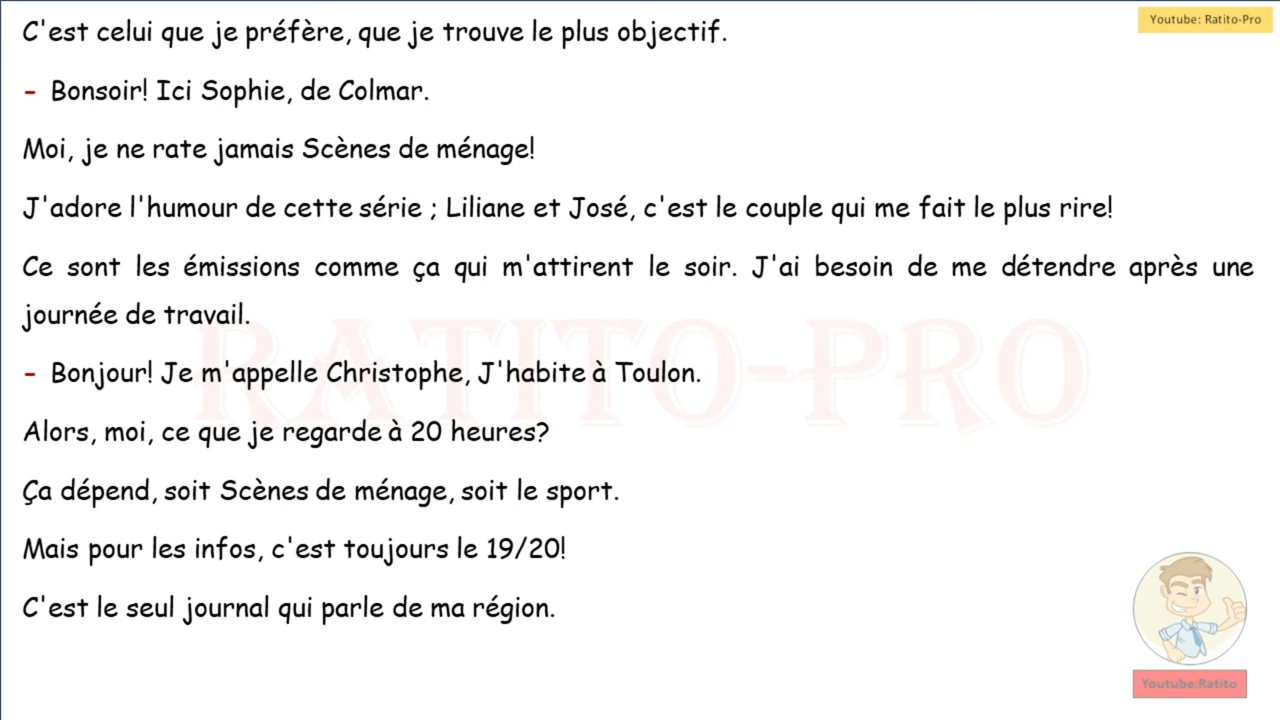 Youtube: Ratito-Pro
C'est celui que je préfère, que je trouve le plus objectif.
- Bonsoir! Ici Sophie, de Colmar.
Moi, je ne rate jamais Scènes de ménage!
J'adore l'humour de cette série ; Liliane et José, c'est le couple qui me fait le plus rire!
Ce sont les émissions comme ça qui m'attirent le soir. J'ai besoin de me détendre après une
journée de travail.
RATITO-PRO
- Bonjour! Je m'appelle Christophe, J'habite à Toulon.
Alors, moi, ce que je regarde à 20 heures?
Ça dépend, soit Scènes de ménage, soit le sport.
Mais pour les infos, c'est toujours le 19/20!
C'est le seul journal qui parle de ma région.
Youtube:Ratito